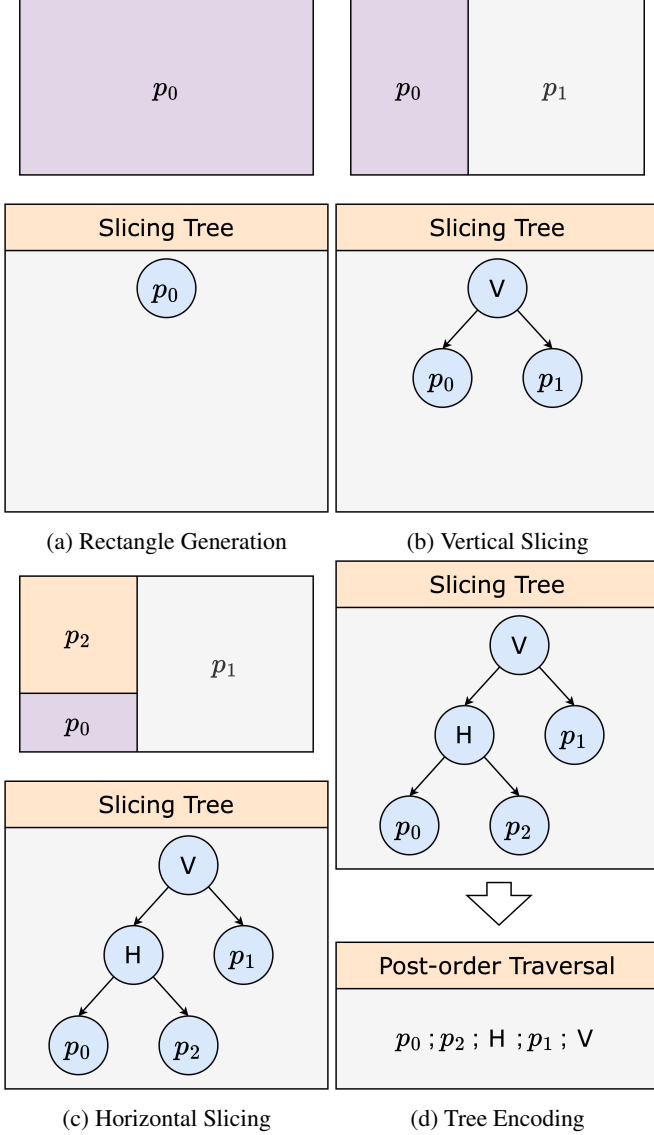 p₀
p₀ p₁
Slicing Tree
p₀
(a) Rectangle Generation
Slicing Tree
V
p₀ p₁
(b) Vertical Slicing
p₂
p₁
p₀
Slicing Tree
V
H p₁
p₀ p₂
(c) Horizontal Slicing
Slicing Tree
V
H p₁
p₀ p₂
Post-order Traversal
p₀ ; p₂ ; H ; p₁ ; V
(d) Tree Encoding